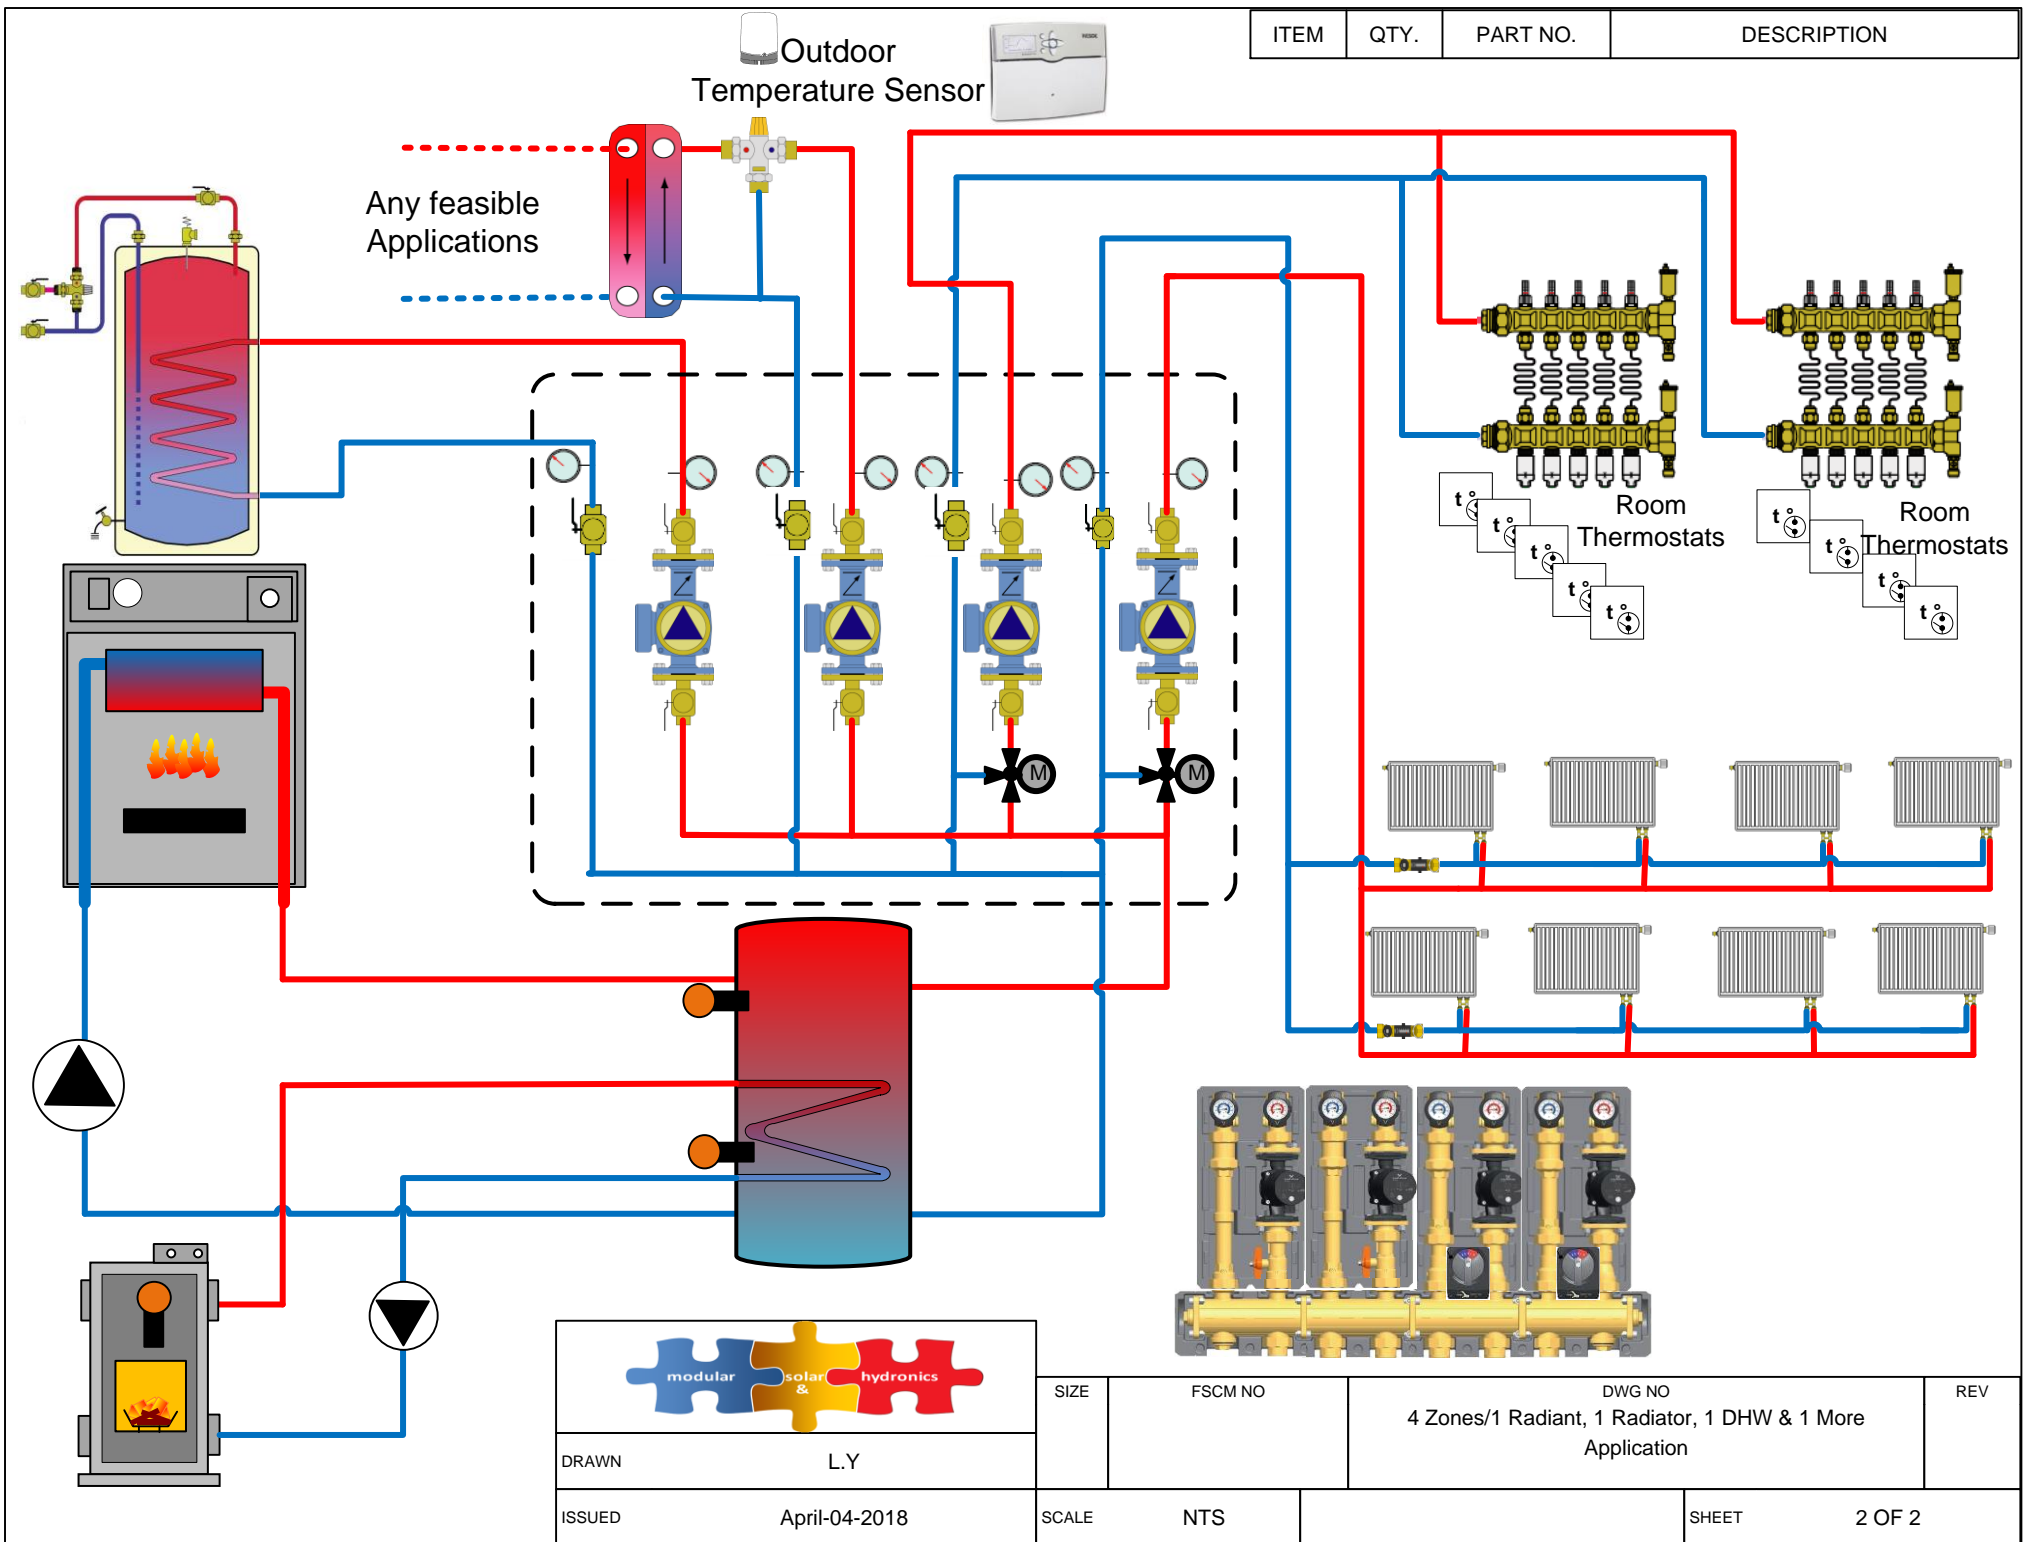 Outdoor
Temperature Sensor
ITEM QTY. PART NO. DESCRIPTION
Any feasible
Applications
Room
Thermostats
Room
Thermostats
t°
t°
t°
t°
t°
t°
t°
t°
t°
M
M
modular
solar
&
hydronics
SIZE
FSCM NO
DWG NO
REV
4 Zones/1 Radiant, 1 Radiator, 1 DHW & 1 More
Application
DRAWN L.Y
ISSUED April-04-2018
SCALE NTS
SHEET 2 OF 2